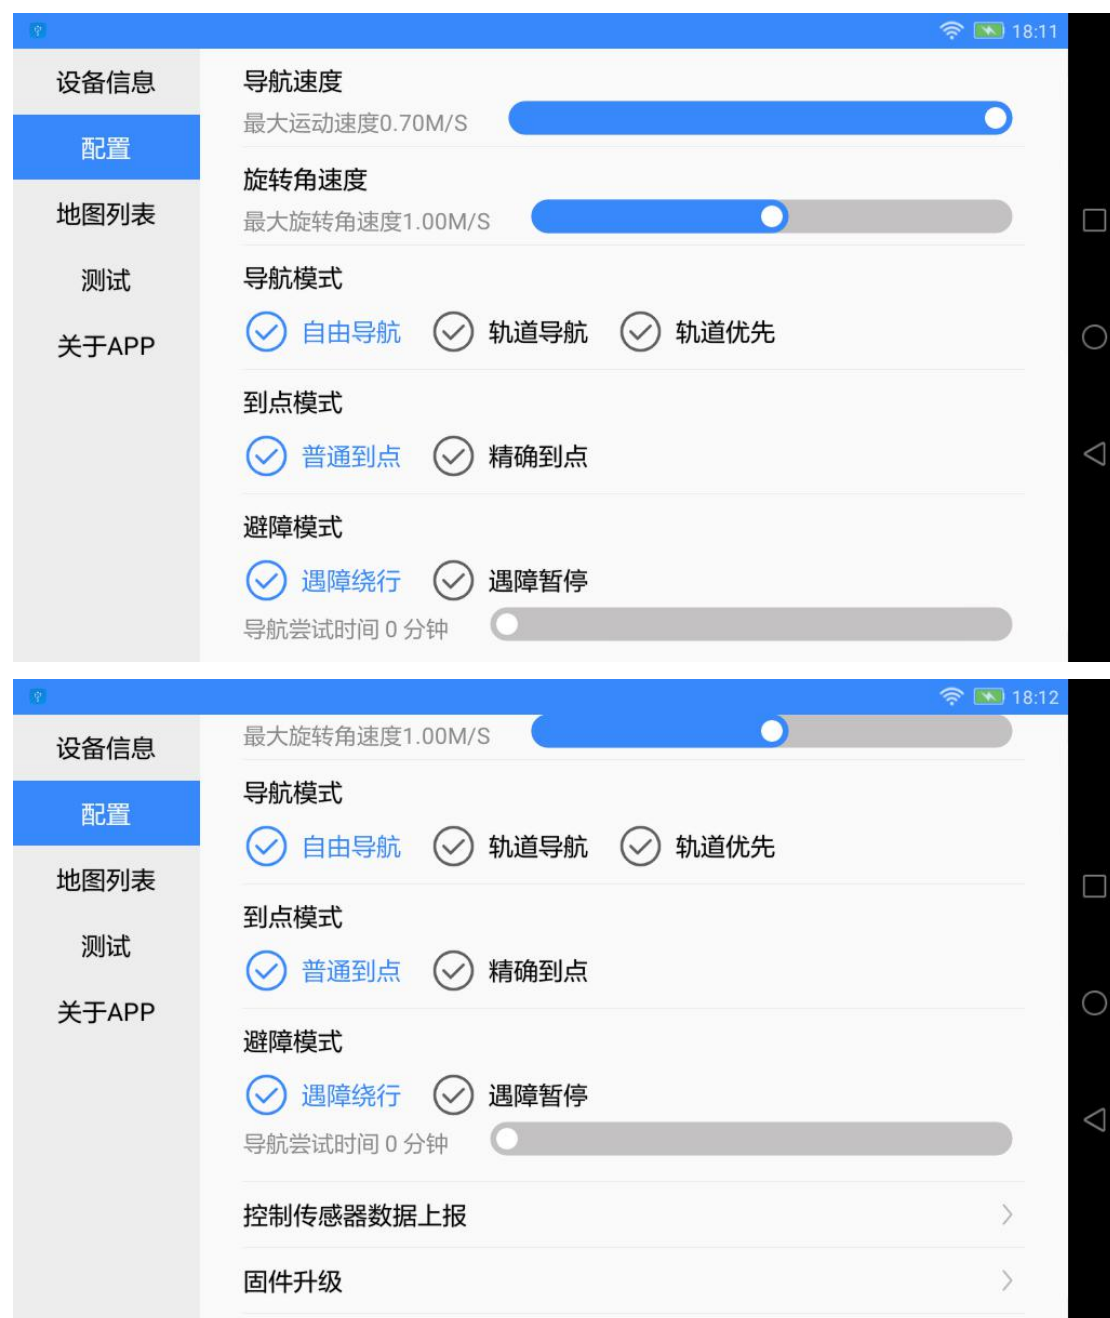 18:11
设备信息
配置
地图列表
测试
关于APP
导航速度
最大运动速度0.70M/S
旋转角速度
最大旋转角速度1.00M/S
导航模式
自由导航 轨道导航 轨道优先
到点模式
普通到点 精确到点
避障模式
遇障绕行 遇障暂停
导航尝试时间 0 分钟
18:12
设备信息
配置
地图列表
测试
关于APP
最大旋转角速度1.00M/S
导航模式
自由导航 轨道导航 轨道优先
到点模式
普通到点 精确到点
避障模式
遇障绕行 遇障暂停
导航尝试时间 0 分钟
控制传感器数据上报
固件升级